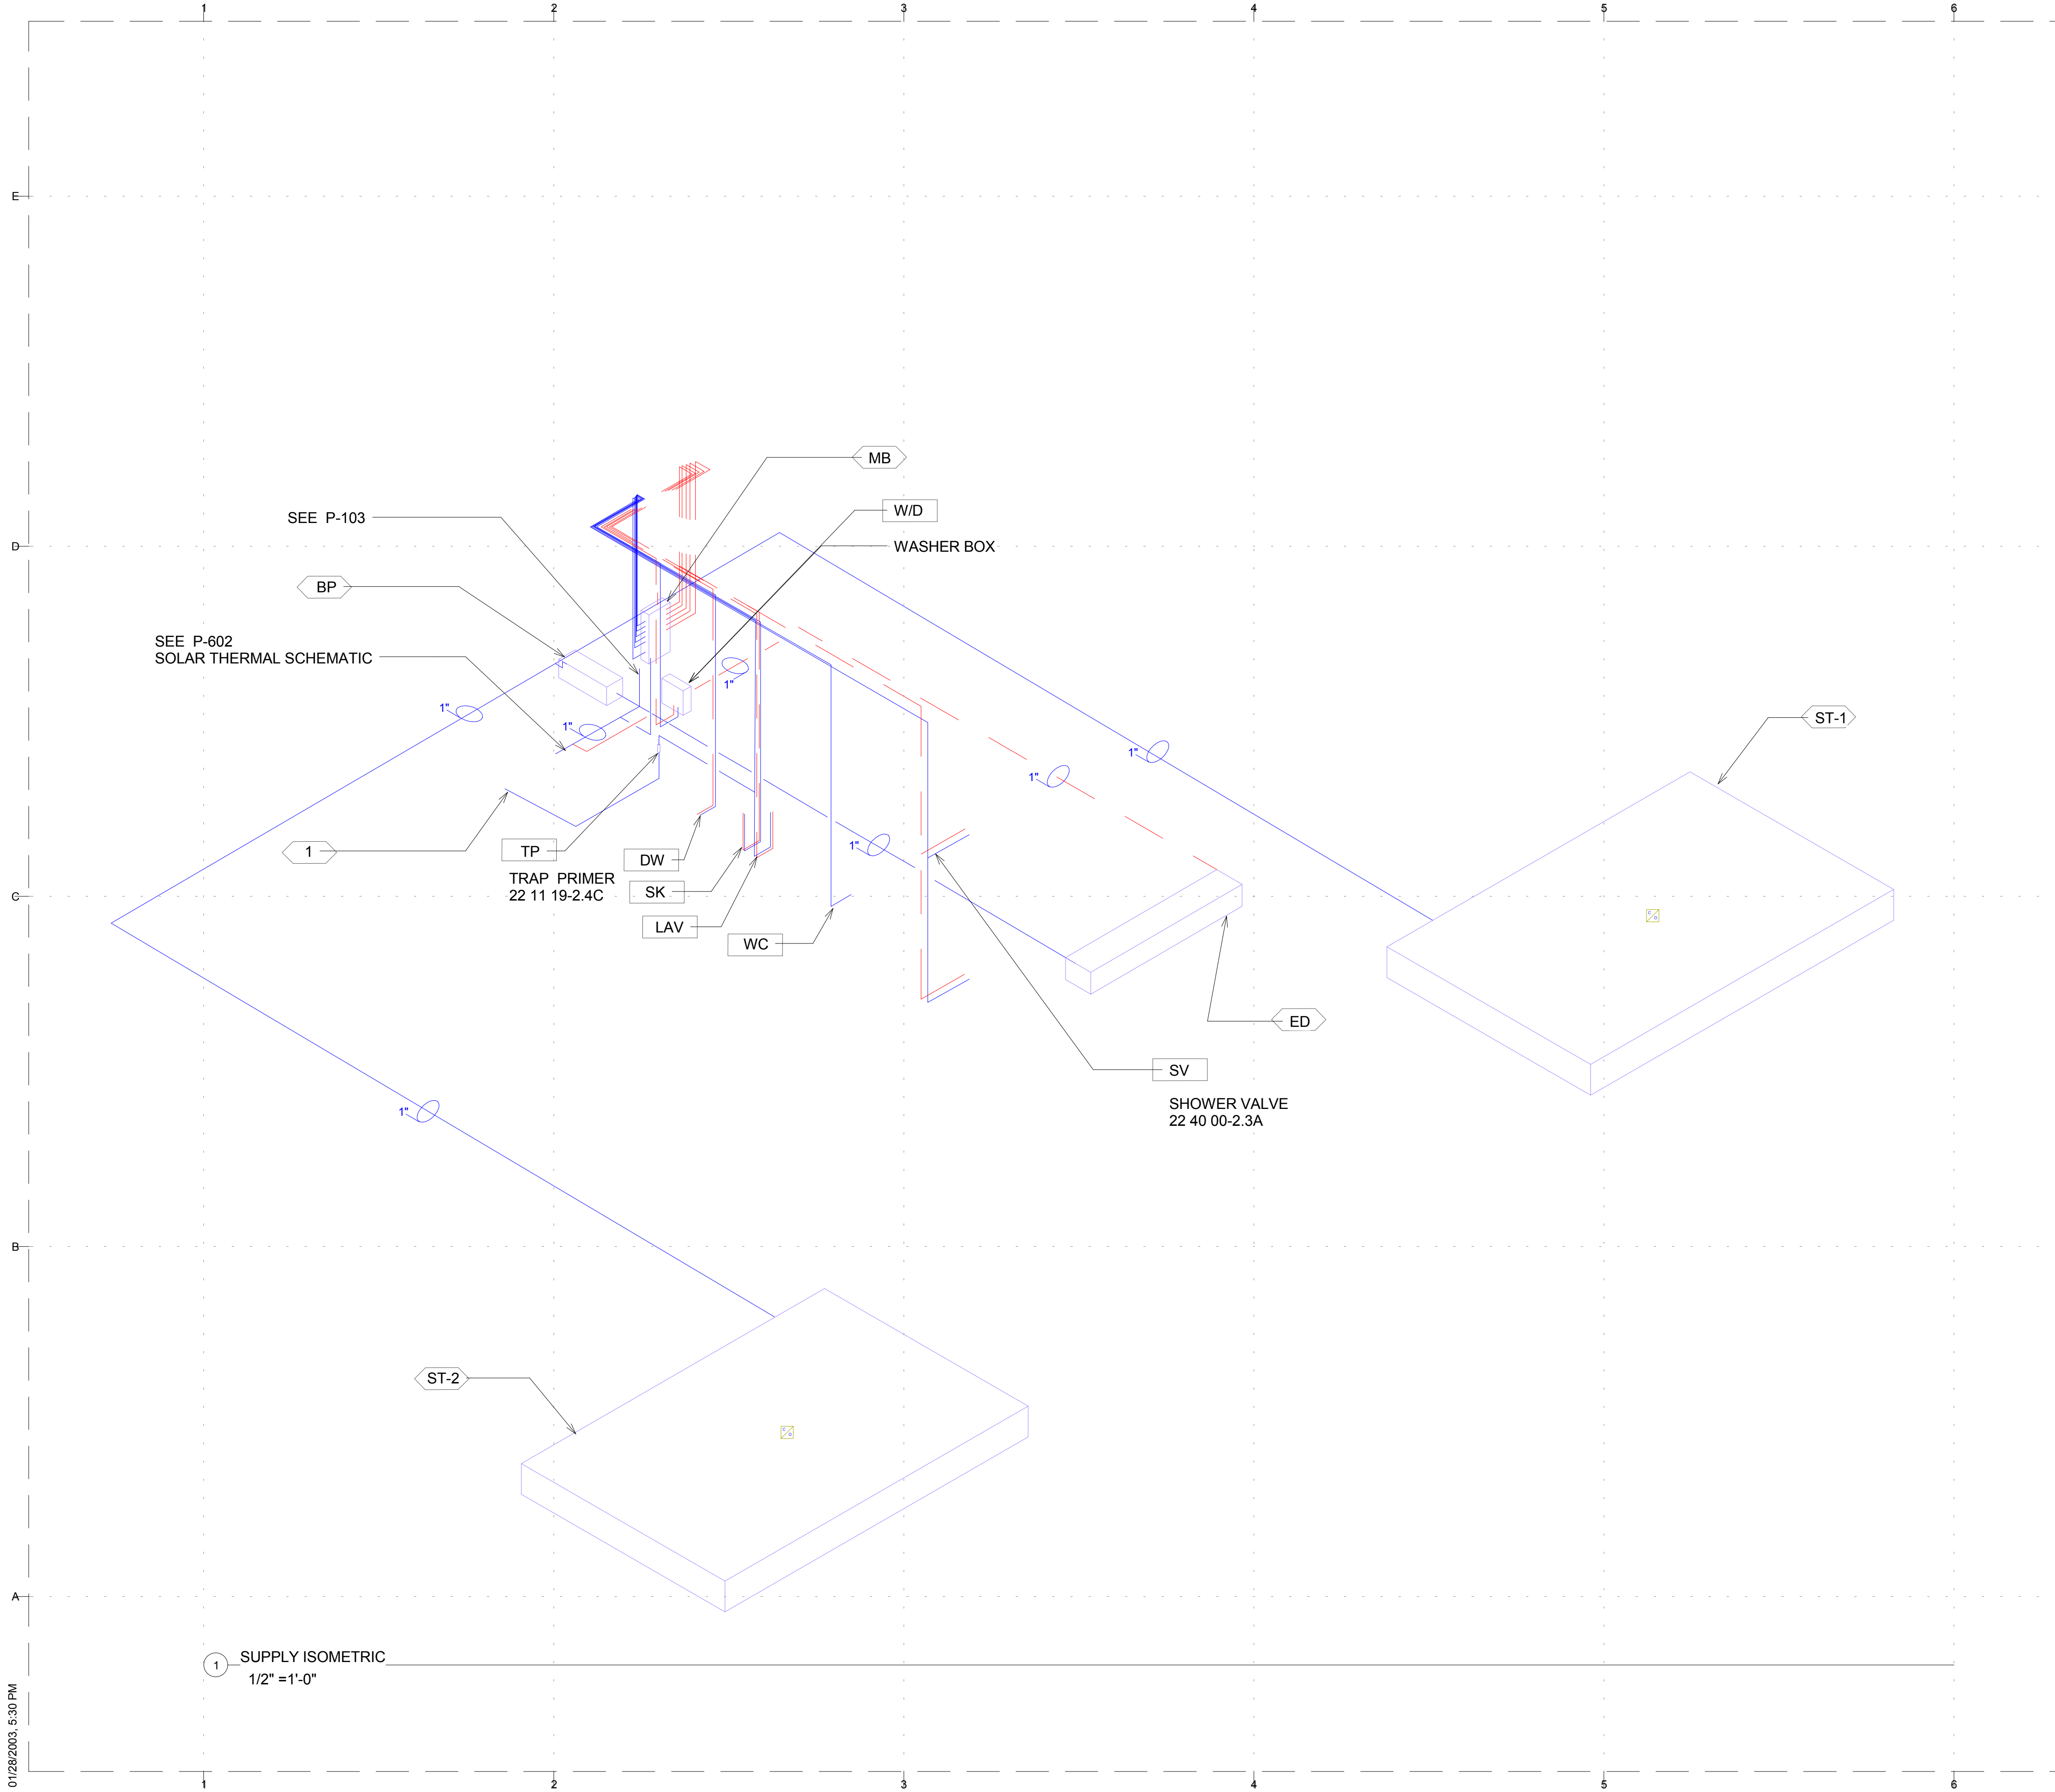 1 2 3 4 5 6
E
MB
W/D
SEE P-103
D
WASHER BOX
BP
SEE P-602
SOLAR THERMAL SCHEMATIC
1"
1"
1"
ST-1
1"
1"
1"
1
TP
DW
TRAP PRIMER
22 11 19-2.4C
SK
C
LAV
C/O
WC
ED
SV
1"
SHOWER VALVE
22 40 00-2.3A
B
ST-2
C/O
A
1 SUPPLY ISOMETRIC
1/2" =1'-0"
01/28/2003, 5:30 PM
1 2 3 4 5 6